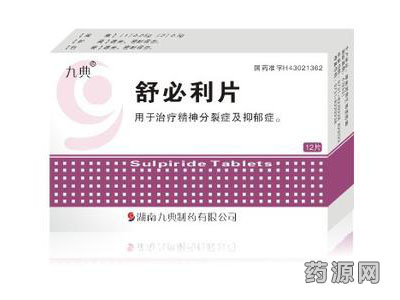 九典
国药准字H43021362
舒必利片
用于治疗精神分裂症及抑郁症。
12片
Sulpiride Tablets
湖南九典制药有限公司
药源网